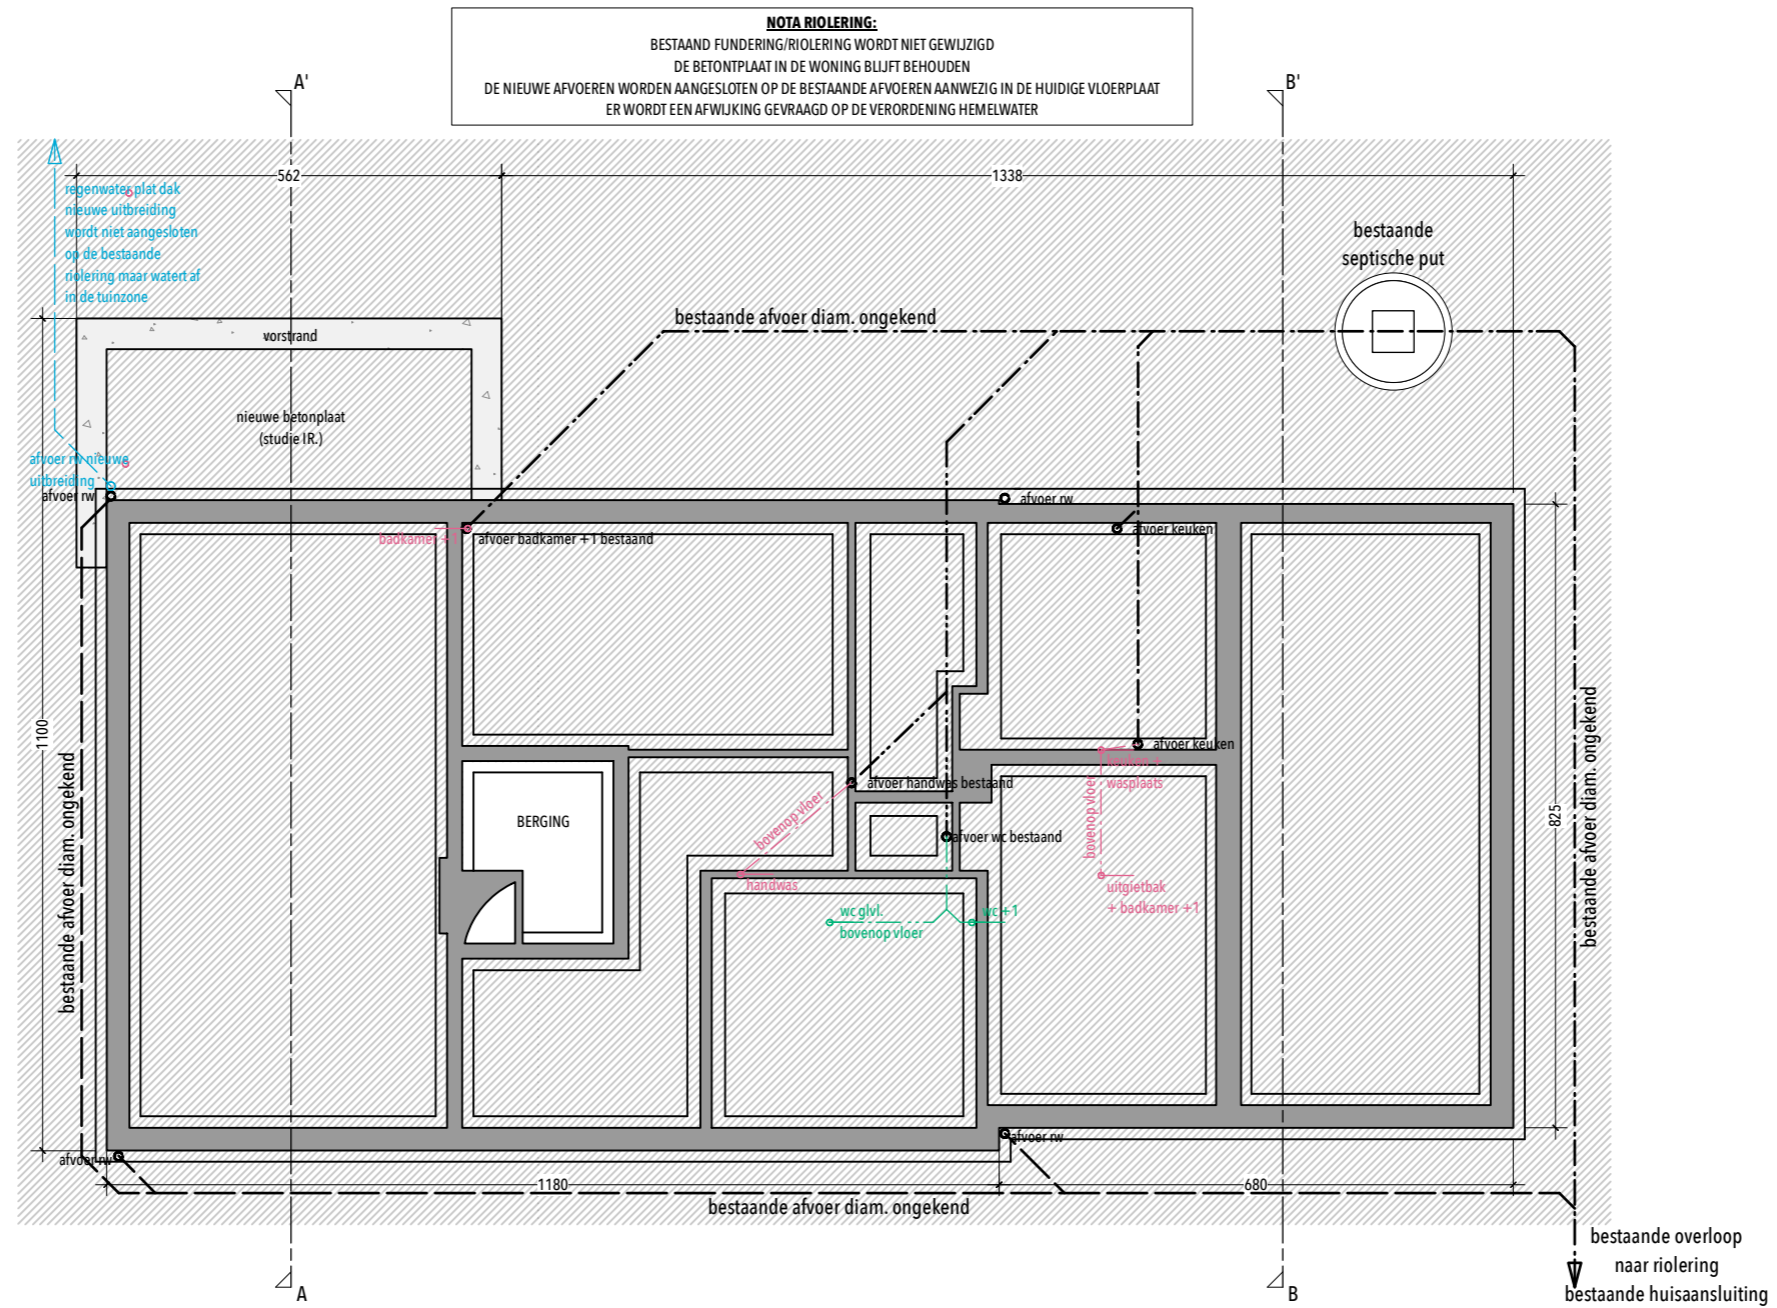 NOTA RIOLERING:
BESTAAND FUNDERING/RIOLERING WORDT NIET GEWIJZIGD
DE BETONTPLAAT IN DE WONING BLIJFT BEHOUDEN
DE NIEUWE AFVOEREN WORDEN AANGESLOTEN OP DE BESTAANDE AFVOEREN AANWEZIG IN DE HUIDIGE VLOERPLAAT
ER WORDT EEN AFWIJKING GEVRAAGD OP DE VERORDENING HEMELWATER
A'
B'
562
1338
regenwater plat dak
nieuwe uitbreiding
wordt niet aangesloten
op de bestaande
riolering maar watert af
in de tuinzone
bestaande
septische put
bestaande afvoer diam. ongekend
vorstrand
nieuwe betonplaat
(studie IR.)
afvoer rw nieuwe
uitbreiding
afvoer rw
afvoer rw
badkamer +1
afvoer badkamer +1 bestaand
afvoer keuken
1100
bestaande afvoer diam. ongekend
afvoer keuken
keuken +
wasplaats
bovenop vloer
afvoer handwas bestaand
bovenop vloer
BERGING
825
bestaande afvoer diam. ongekend
afvoer wc bestaand
handwas
uitgietbak
+ badkamer +1
wc glvl.
bovenop vloer
wc +1
afvoer rw
afvoer rw
1180
680
bestaande afvoer diam. ongekend
bestaande overloop
naar riolering
bestaande huisaansluiting
A
B